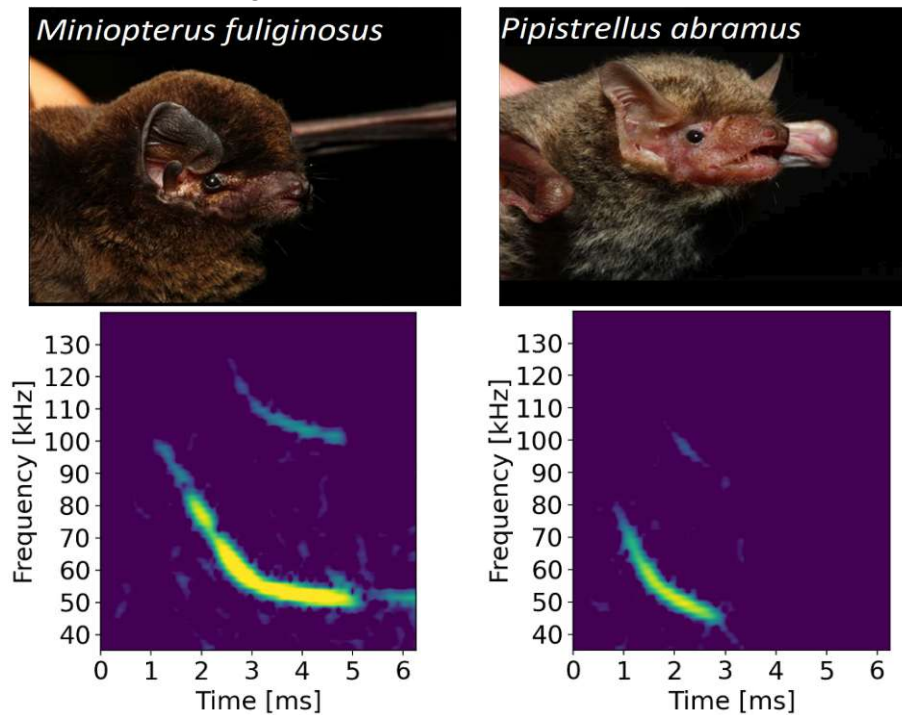 Miniopterus fuliginosus
Pipistrellus abramus
130
120
110
100
90
80
70
60
50
40
Frequency [kHz]
0 1 2 3 4 5 6
Time [ms]
130
120
110
100
90
80
70
60
50
40
Frequency [kHz]
0 1 2 3 4 5 6
Time [ms]